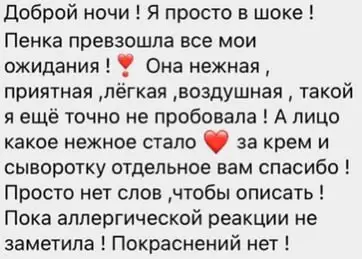 Доброй ночи ! Я просто в шоке !
Пенка превзошла все мои
ожидания ! ❣️ Она нежная ,
приятная ,лёгкая ,воздушная , такой
я ещё точно не пробовала ! А лицо
какое нежное стало ❤️ за крем и
сыворотку отдельное вам спасибо !
Просто нет слов ,чтобы описать !
Пока аллергической реакции не
заметила ! Покраснений нет !